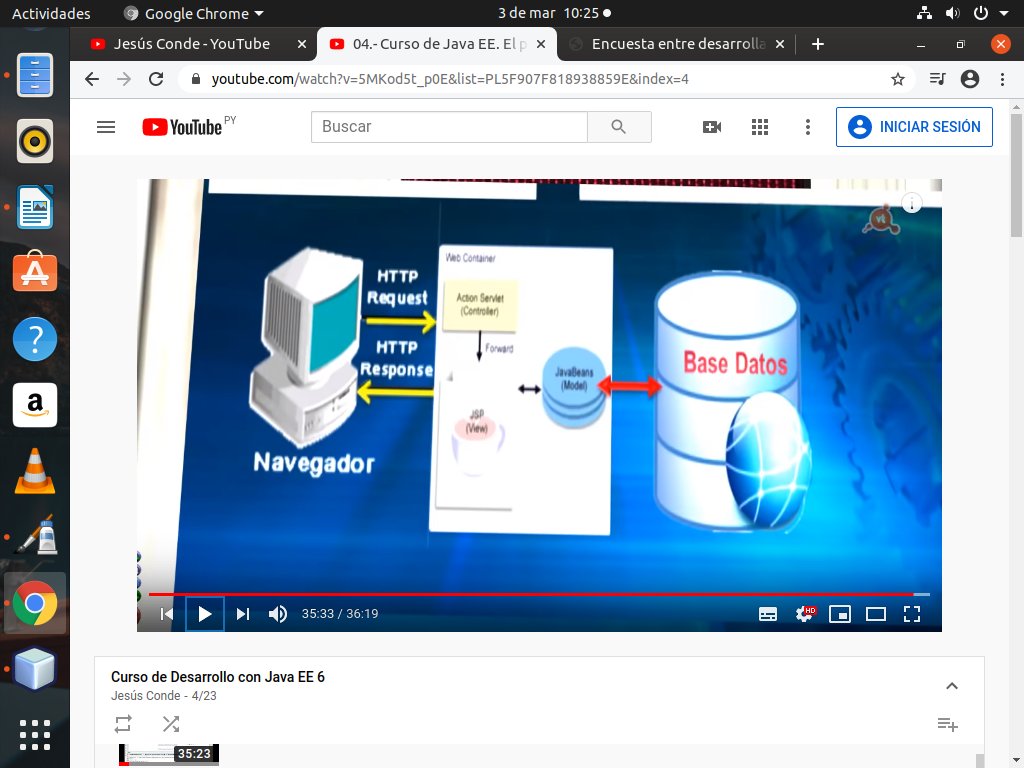 Actividades
Google Chrome
3 de mar 10:25
Jesús Conde - YouTube
04.- Curso de Java EE. El p
Encuesta entre desarrolla
youtube.com/watch?v=5MKod5t_p0E&list=PL5F907F818938859E&index=4
YouTube PY
Buscar
INICIAR SESIÓN
vt
Web Container
HTTP
Request
Action Servlet
(Controller)
HTTP
Response
Forward
JavaBeans
(Model)
Base Datos
JSP
(View)
Navegador
35:33 / 36:19
HD
Curso de Desarrollo con Java EE 6
Jesús Conde - 4/23
35:23